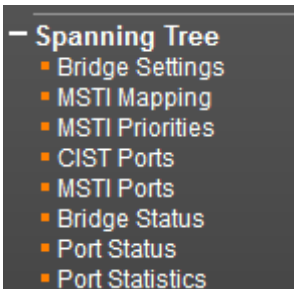 Spanning Tree
Bridge Settings
MSTI Mapping
MSTI Priorities
CIST Ports
MSTI Ports
Bridge Status
Port Status
Port Statistics